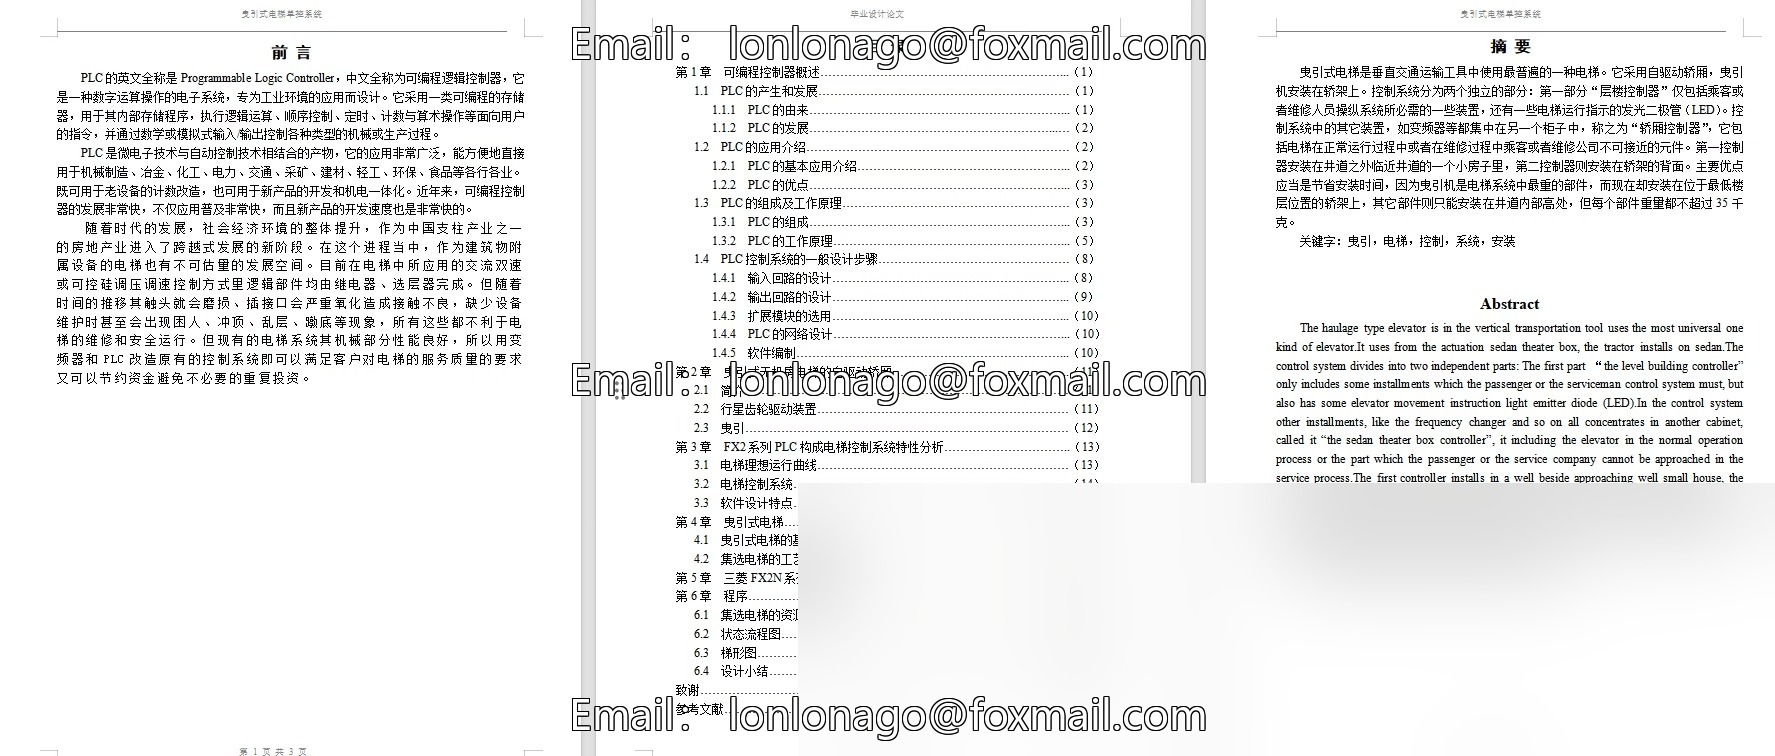 曳引式电梯单控系统
前 言
PLC的英文全称是 Programmable Logic Controller，中文全称为可编程逻辑控制器，它
是一种数字运算操作的电子系统，专为工业环境的应用而设计。它采用一类可编程的存储
器，用于其内部存储程序，执行逻辑运算、顺序控制、定时、计数与算术操作等面向用户
的指令，并通过数学或模拟式输入/输出控制各种类型的机械或生产过程。
PLC 是微电子技术与自动控制技术相结合的产物，它的应用非常广泛，能方便地直接
用于机械制造、冶金、化工、电力、交通、采矿、建材、轻工、环保、食品等各行各业。
既可用于老设备的计数改造，也可用于新产品的开发和机电一体化。近年来，可编程控制
器的发展非常快，不仅应用普及非常快，而且新产品的开发速度也是非常快的。
随着时代的发展，社会经济环境的整体提升，作为中国支柱产业之一
的房地产业进入了跨越式发展的新阶段。在这个进程当中，作为建筑物附
属设备的电梯也有不可估量的发展空间。目前在电梯中所应用的交流双速
或可控硅调压调速控制方式里逻辑部件均由继电器、选层器完成。但随着
时间的推移其触头就会磨损、插接口会严重氧化造成接触不良，缺少设备
维护时甚至会出现困人、冲顶、乱层、蹾底等现象，所有这些都不利于电
梯的维修和安全运行。但现有的电梯系统其机械部分性能良好，所以用变
频器和 PLC 改造原有的控制系统即可以满足客户对电梯的服务质量的要求
又可以节约资金避免不必要的重复投资。
第 1 页 共 3 页
毕业设计论文
Email： lonlonago@foxmail.com
第 1 章 可编程控制器概述……（1）
1.1 PLC的产生和发展……（1）
1.1.1 PLC的由来……（1）
1.1.2 PLC的发展……（2）
1.2 PLC的应用介绍……（2）
1.2.1 PLC的基本应用介绍……（2）
1.2.2 PLC的优点……（3）
1.3 PLC的组成及工作原理……（3）
1.3.1 PLC的组成……（3）
1.3.2 PLC的工作原理……（5）
1.4 PLC控制系统的一般设计步骤……（8）
1.4.1 输入回路的设计……（8）
1.4.2 输出回路的设计……（9）
1.4.3 扩展模块的选用……（10）
1.4.4 PLC的网络设计……（10）
1.4.5 软件编制……（10）
第 2 章 曳引式无机房电梯的自驱动轿厢
Email： lonlonago@foxmail.com
2.1 简介
2.2 行星齿轮驱动装置……（11）
2.3 曳引……（12）
第 3 章 FX2系列 PLC 构成电梯控制系统特性分析……（13）
3.1 电梯理想运行曲线……（13）
3.2 电梯控制系统……（14）
3.3 软件设计特点
第 4 章 曳引式电梯……
4.1 曳引式电梯的
4.2 集选电梯的工艺
第 5 章 三菱 FX2N系
第 6 章 程序……
6.1 集选电梯的资源
6.2 状态流程图……
6.3 梯形图……
6.4 设计小结……
致谢……
参考文献……
Email： lonlonago@foxmail.com
曳引式电梯单控系统
摘 要
曳引式电梯是垂直交通运输工具中使用最普遍的一种电梯。它采用自驱动轿厢，曳引
机安装在轿架上。控制系统分为两个独立的部分：第一部分“层楼控制器”仅包括乘客或
者维修人员操纵系统所必需的一些装置，还有一些电梯运行指示的发光二极管（LED）。控
制系统中的其它装置，如变频器等都集中在另一个柜子中，称之为“轿厢控制器”，它包
括电梯在正常运行过程中或者在维修过程中乘客或者维修公司不可接近的元件。第一控制
器安装在井道之外临近井道的一个小房子里，第二控制器则安装在轿架的背面。主要优点
应当是节省安装时间，因为曳引机是电梯系统中最重的部件，而现在却安装在位于最低楼
层位置的轿架上，其它部件则只能安装在井道内部高处，但每个部件重量都不超过 35 千
克。
关键字：曳引，电梯，控制，系统，安装
Abstract
The haulage type elevator is in the vertical transportation tool uses the most universal one
kind of elevator.It uses from the actuation sedan theater box, the tractor installs on sedan.The
control system divides into two independent parts: The first part “the level building controller”
only includes some installments which the passenger or the serviceman control system must, but
also has some elevator movement instruction light emitter diode (LED).In the control system
other installments, like the frequency changer and so on all concentrates in another cabinet,
called it “the sedan theater box controller”, it including the elevator in the normal operation
process or the part which the passenger or the service company cannot be approached in the
service process.The first controller installs in a well beside approaching well small house, the